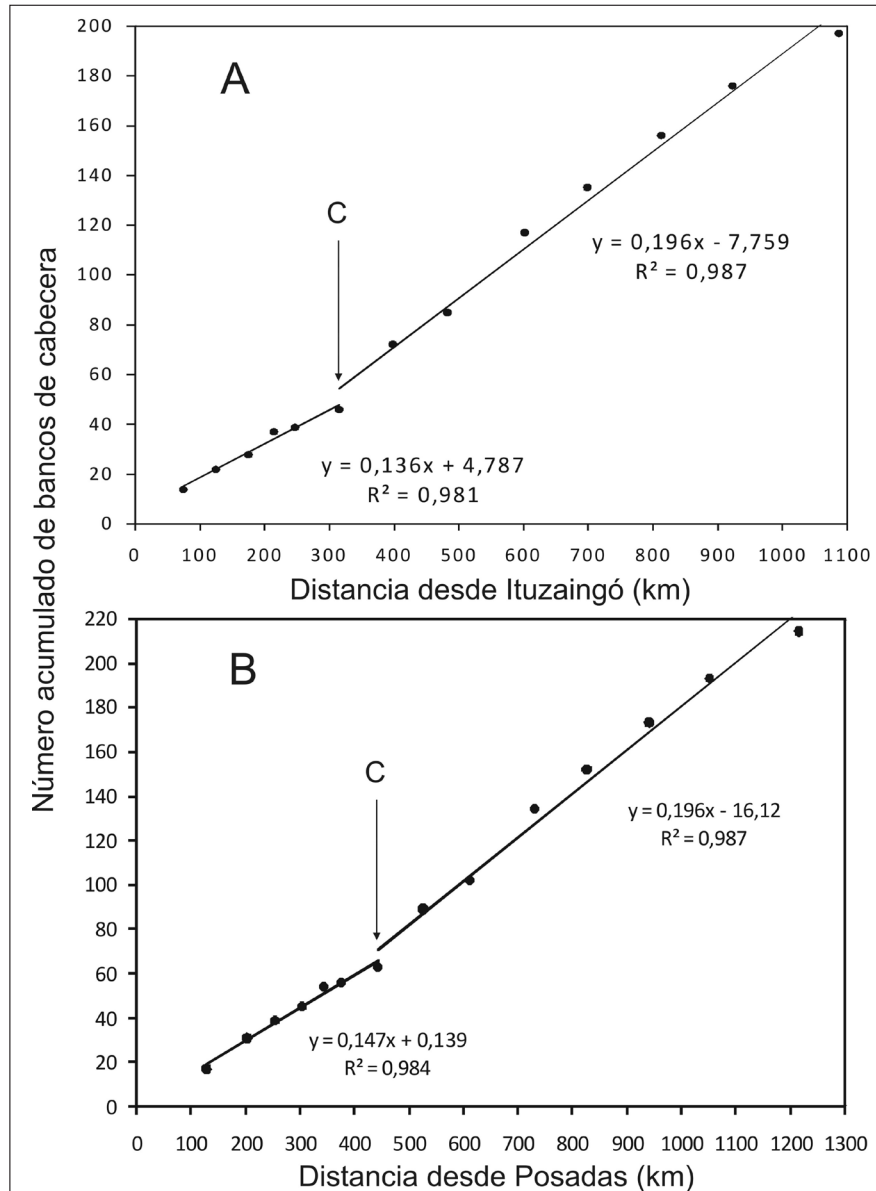 Número acumulado de bancos de cabecera
A
200
180
160
140
120
100
80
60
40
20
0
C
y = 0,196x - 7,759
R² = 0,987
y = 0,136x + 4,787
R² = 0,981
0 100 200 300 400 500 600 700 800 900 1000 1100
Distancia desde Ituzaingó (km)
B
220
200
180
160
140
120
100
80
60
40
20
0
C
y = 0,196x - 16,12
R² = 0,987
y = 0,147x + 0,139
R² = 0,984
0 100 200 300 400 500 600 700 800 900 1000 1100 1200 1300
Distancia desde Posadas (km)